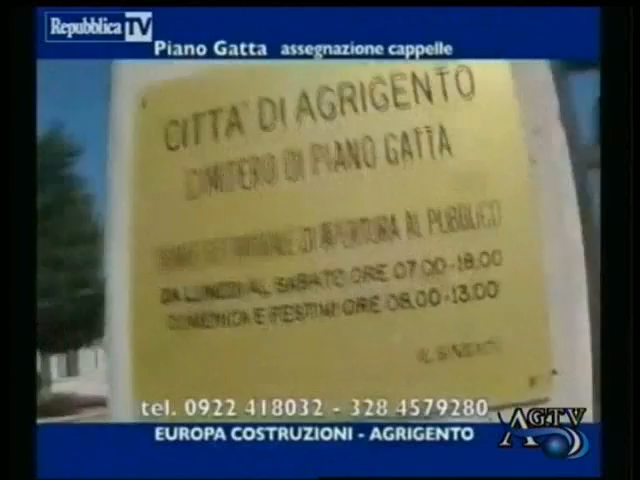 Repubblica TV
Piano Gatta assegnazione cappelle
CITTA' DI AGRIGENTO
CIMITERO DI PIANO GATTA
DI APERTURA AL PUBBLICO
DA LUNEDI AL SABATO ORE 07.00-18.00
DOMENICA E FESTIVI ORE 08.00-13.00
IL SINDACO
tel. 0922 418032 - 328 4579280
EUROPA COSTRUZIONI - AGRIGENTO
AGTV